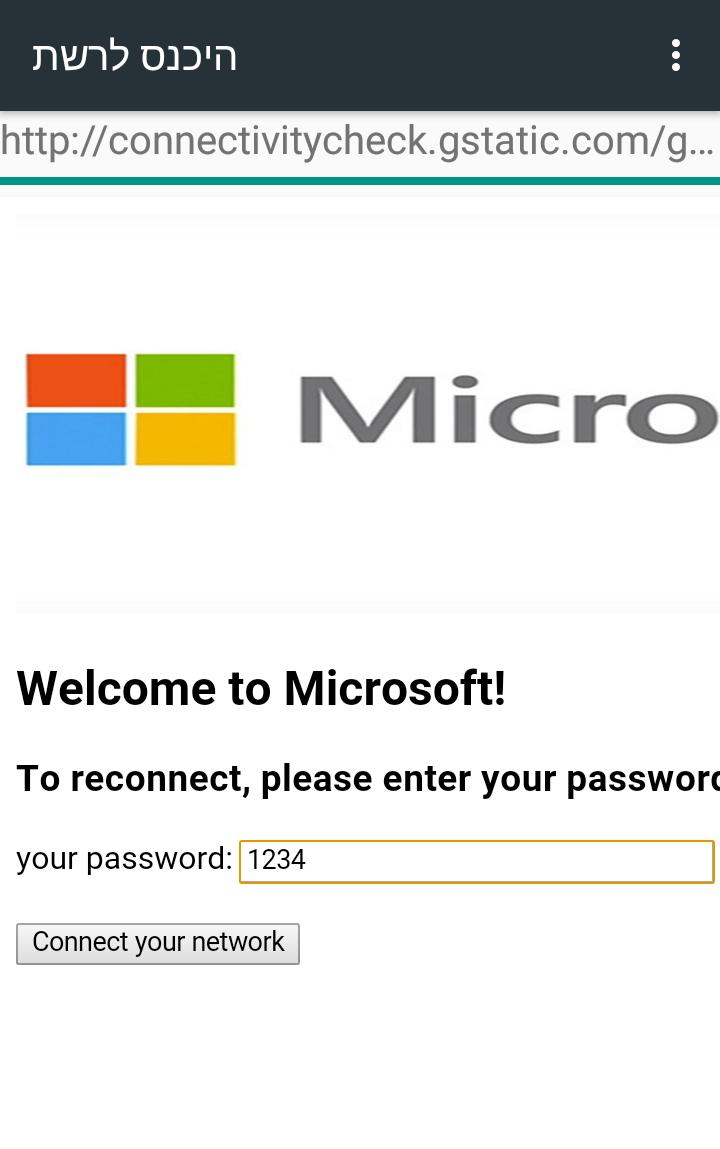 היכנס לרשת
http://connectivitycheck.gstatic.com/g...
Micro
Welcome to Microsoft!
To reconnect, please enter your password
your password: 1234
Connect your network